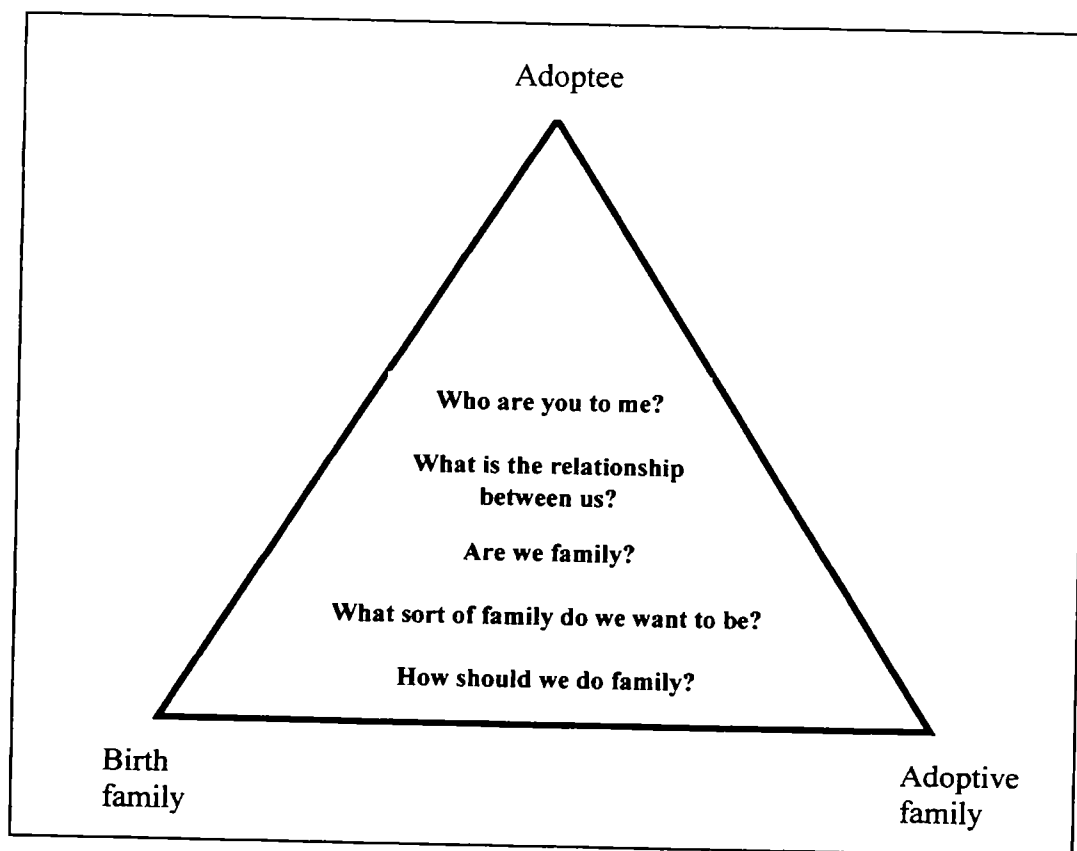 Adoptee
Who are you to me?
What is the relationship
between us?
Are we family?
What sort of family do we want to be?
How should we do family?
Birth
family
Adoptive
family